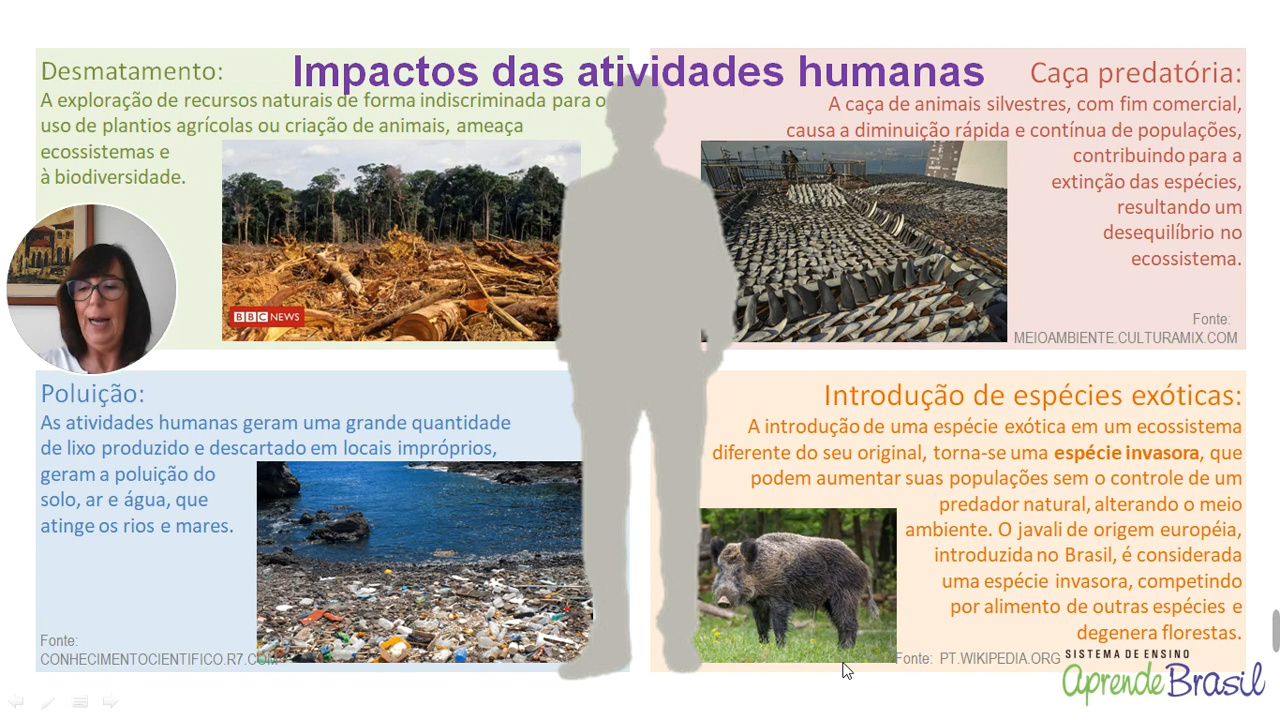 Impactos das atividades humanas
Desmatamento:
A exploração de recursos naturais de forma indiscriminada para o
uso de plantios agrícolas ou criação de animais, ameaça
ecossistemas e
à biodiversidade.
BBC NEWS
Caça predatória:
A caça de animais silvestres, com fim comercial,
causa a diminuição rápida e contínua de populações,
contribuindo para a
extinção das espécies,
resultando um
desequilíbrio no
ecossistema.
Fonte:
MEIOAMBIENTE.CULTURAMIX.COM
Poluição:
As atividades humanas geram uma grande quantidade
de lixo produzido e descartado em locais impróprios,
geram a poluição do
solo, ar e água, que
atinge os rios e mares.
Fonte:
CONHECIMENTOCIENTIFICO.R7.COM
Introdução de espécies exóticas:
A introdução de uma espécie exótica em um ecossistema
diferente do seu original, torna-se uma espécie invasora, que
podem aumentar suas populações sem o controle de um
predador natural, alterando o meio
ambiente. O javali de origem européia,
introduzida no Brasil, é considerada
uma espécie invasora, competindo
por alimento de outras espécies e
degenera florestas.
Fonte: PT.WIKIPEDIA.ORG
SISTEMA DE ENSINO
aprende Brasil